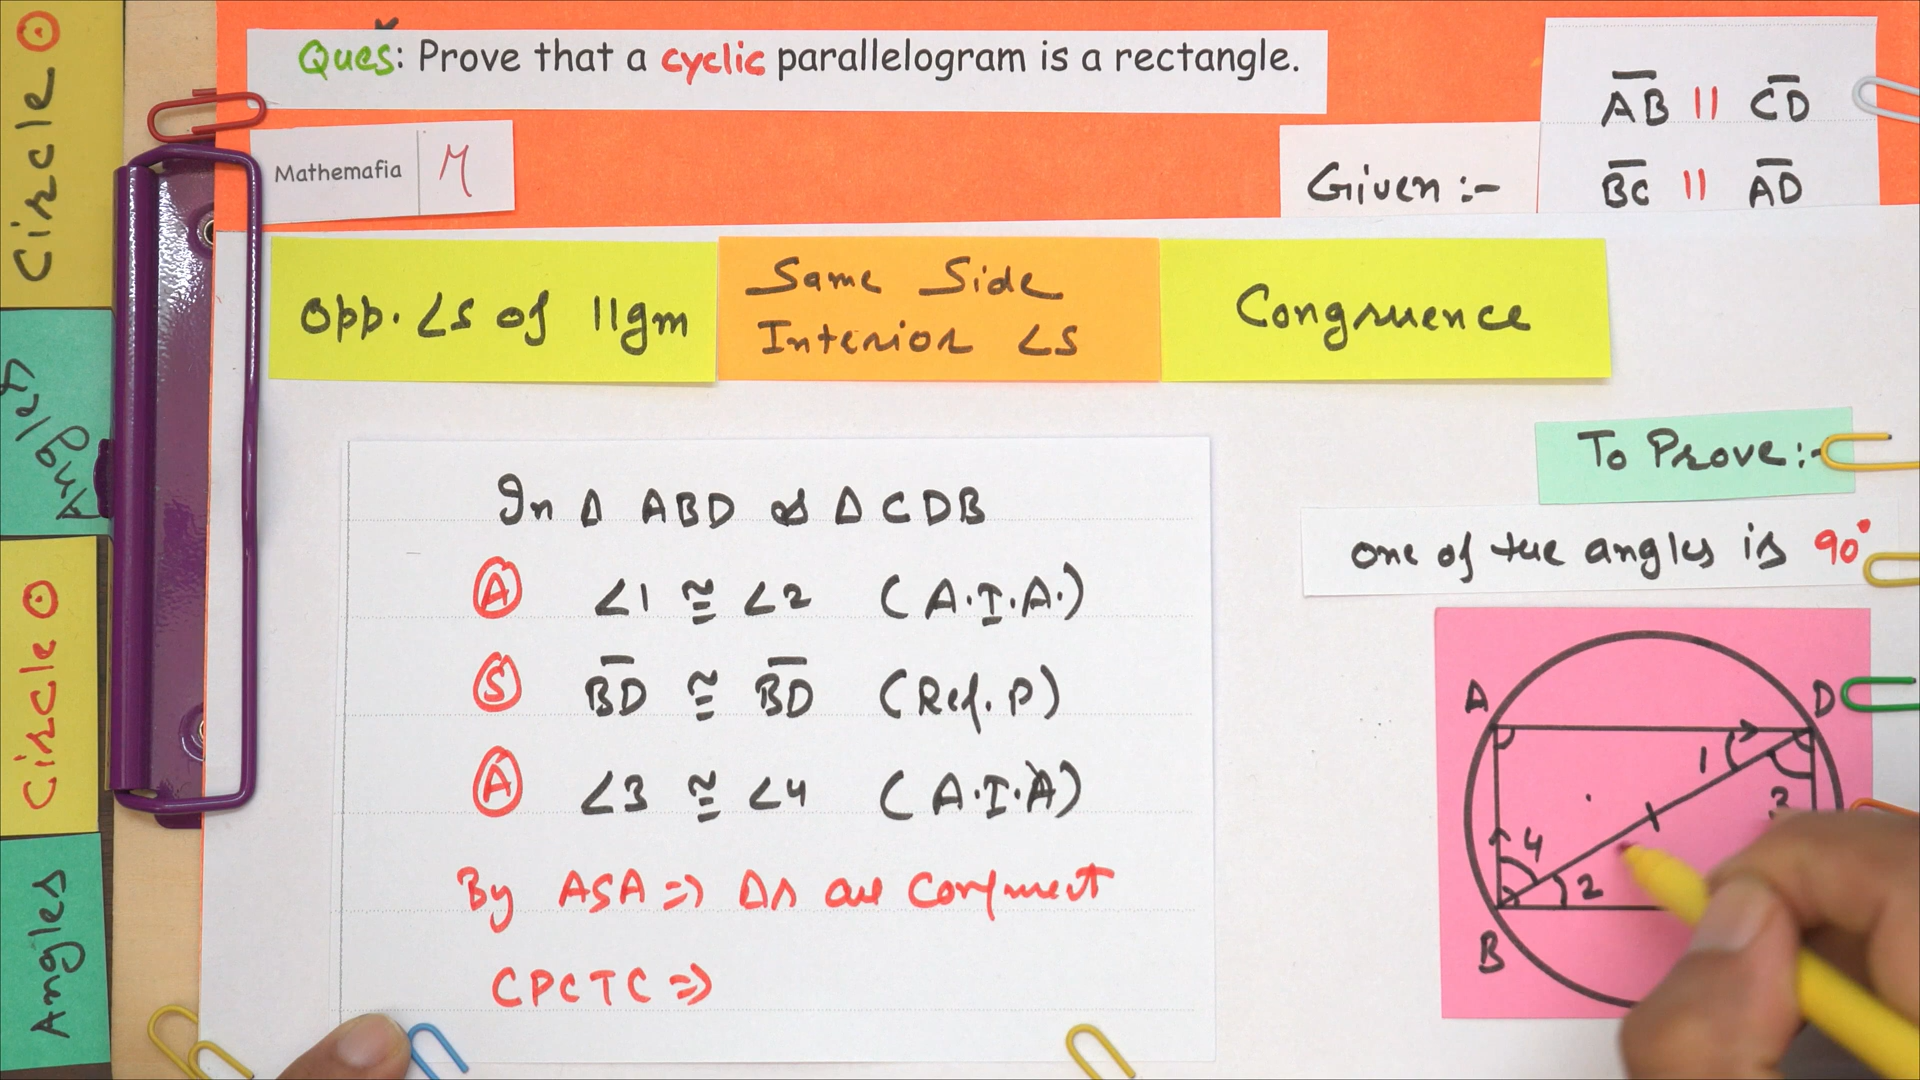 Circle
Angles
Circle
Angles
Ques: Prove that a cyclic parallelogram is a rectangle.
Mathemafia M
Given :-
AB || CD
BC || AD
Opp. ∠s of ||gm
Same Side
Interior ∠s
Congruence
In Δ ABD & Δ CDB
A ∠1 ≅ ∠2 (A.I.A.)
S BD ≅ BD (Ref. P)
A ∠3 ≅ ∠4 (A.I.A)
By ASA => Δs are Congruent
CPCTC =>
To Prove:-
one of the angles is 90°
A D
1
3
4
2
B